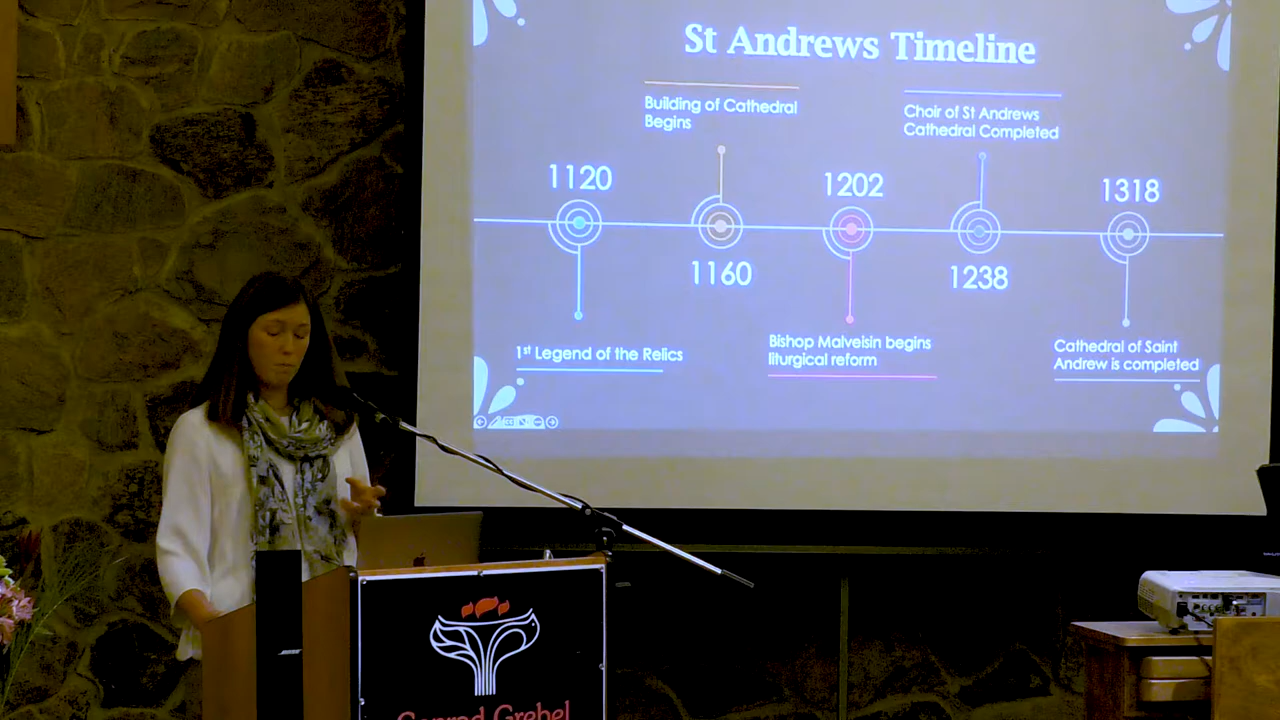 St Andrews Timeline
Building of Cathedral
Begins
Choir of St Andrews
Cathedral Completed
1120
1202
1318
1160
1238
1st Legend of the Relics
Bishop Malveisin begins
liturgical reform
Cathedral of Saint
Andrew is completed
BOSE
Conrad Grebel